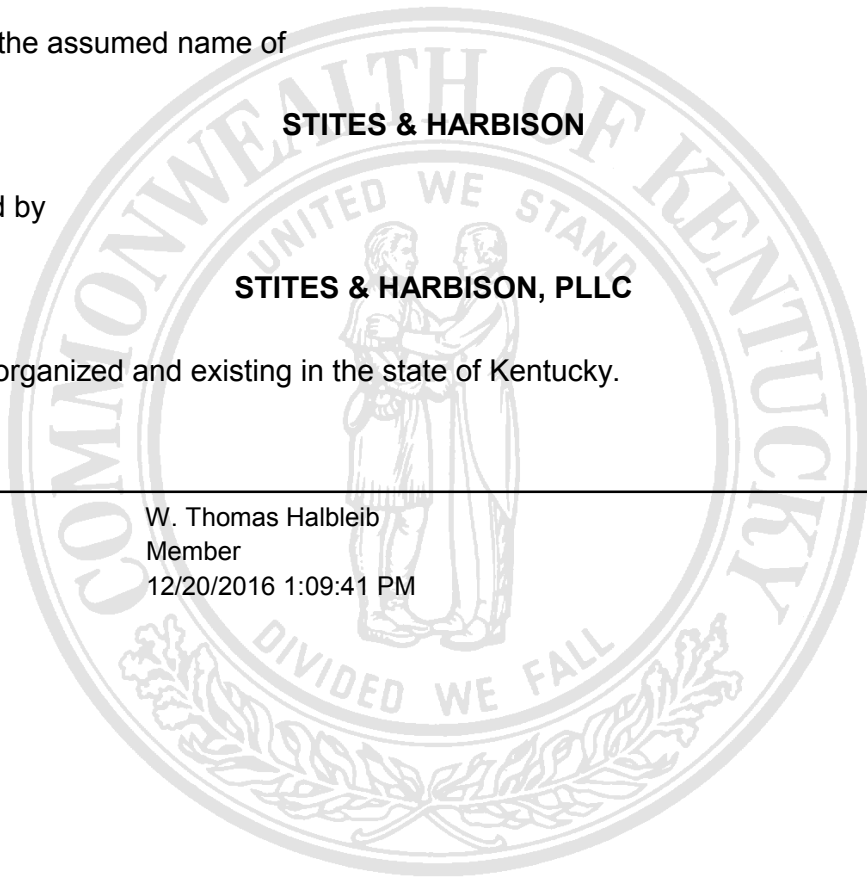 the assumed name of
STITES & HARBISON
d by
STITES & HARBISON, PLLC
organized and existing in the state of Kentucky.
W. Thomas Halbleib
Member
12/20/2016 1:09:41 PM
COMMONWEALTH OF KENTUCKY
UNITED WE STAND
DIVIDED WE FALL